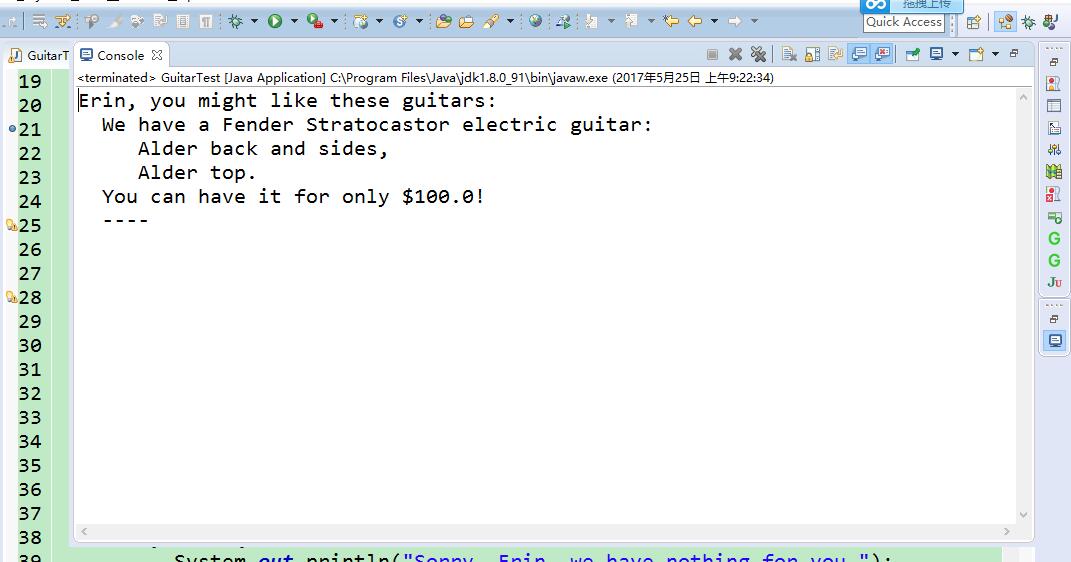 拖拽上传
Quick Access
GuitarT
Console
<terminated> GuitarTest [Java Application] C:\Program Files\Java\jdk1.8.0_91\bin\javaw.exe (2017年5月25日 上午9:22:34)
19
Erin, you might like these guitars:
20
We have a Fender Stratocastor electric guitar:
21
Alder back and sides,
22
Alder top.
23
You can have it for only $100.0!
24
----
25
26
27
28
29
30
31
32
33
34
35
36
37
38
39
System.out.println("Sorry, Erin, we have nothing for you.");
G
G
Ju